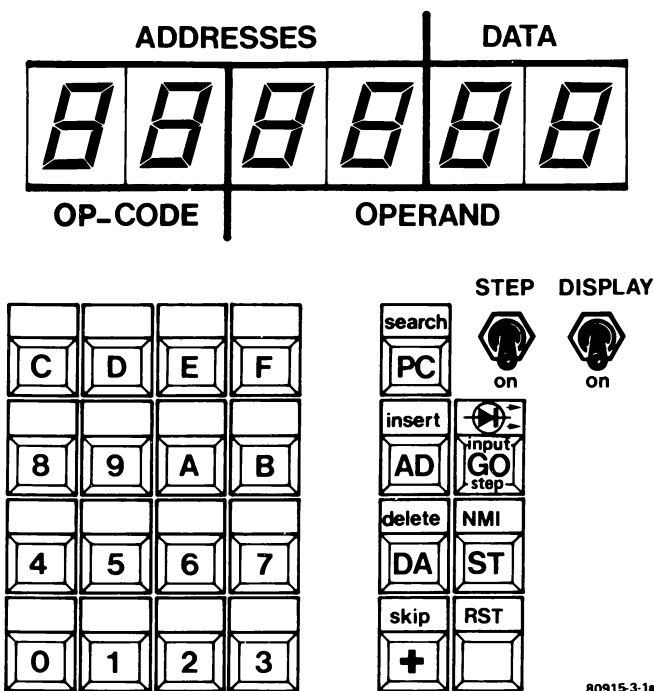 ADDRESSES DATA
OP-CODE OPERAND
STEP DISPLAY
search
C D E F PC on on
insert input
8 9 A B AD GO
step
delete NMI
4 5 6 7 DA ST
skip RST
0 1 2 3 +
80915-3-1a